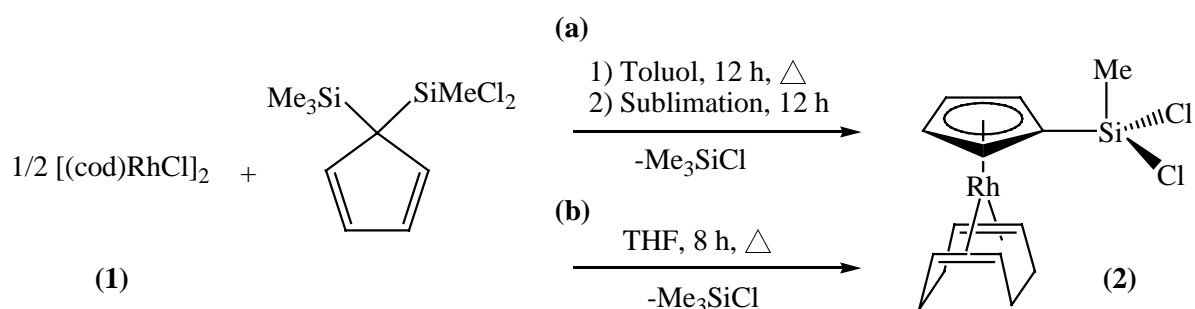 (a)
1) Toluol, 12 h, △
2) Sublimation, 12 h
-Me₃SiCl
Me₃Si
SiMeCl₂
1/2 [(cod)RhCl]₂
+
(1)
(b)
THF, 8 h, △
-Me₃SiCl
Me
Si
Cl
Cl
Rh
(2)